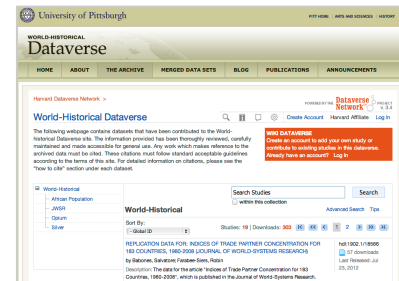 University of Pittsburgh
PITT HOME | ARTS AND SCIENCES | HISTORY
WORLD-HISTORICAL
Dataverse
HOME ABOUT THE ARCHIVE MERGED DATA SETS BLOG PUBLICATIONS ANNOUNCEMENTS
Harvard Dataverse Network >
POWERED BY THE Dataverse Network PROJECT v. 3.4
World-Historical Dataverse
Create Account Harvard Affiliate Log In
The following webpage contains datasets that have been contributed to the World-
historical Dataverse site. The information provided has been thoroughly reviewed, carefully
maintained and made accessible for general use. Any work which makes reference to the
archived data must be cited. These citations must follow standard acceptable guidelines
according to the terms of this site. For detailed information on citations, please see the
"how to cite" section under each dataset.
WIKI DATAVERSE
Create an account to add your own study or
contribute to existing studies in this dataverse.
Already have an account? Log In
World-Historical
African Population
JWSR
Opium
Silver
Search Studies
Search
within this collection
World-Historical
Advanced Search Tips
Sort By:
- Global ID
Studies: 19 | Downloads: 303 1 2
REPLICATION DATA FOR: INDICES OF TRADE PARTNER CONCENTRATION FOR
183 COUNTRIES, 1980-2008 (JOURNAL OF WORLD-SYSTEMS RESEARCH)
by Babones, Salvatore; Farabee-Siers, Robin
Description: The data for the article "Indices of Trade Partner Concentration for 183
Countries, 1980-2008", which is published in the Journal of World-Systems Research.
hdl:1902.1/18566
57 downloads
Last Released: Jul
23, 2012